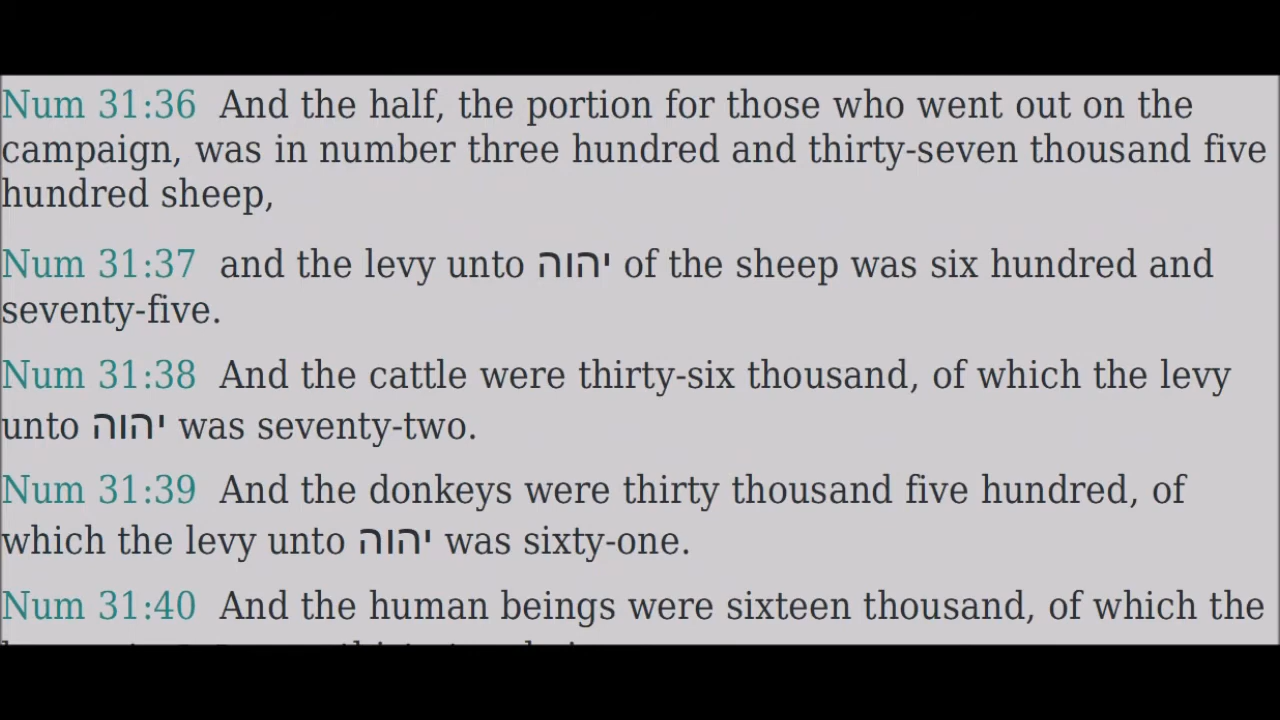 Num 31:36 And the half, the portion for those who went out on the
campaign, was in number three hundred and thirty-seven thousand five
hundred sheep,
Num 31:37 and the levy unto יהוה of the sheep was six hundred and
seventy-five.
Num 31:38 And the cattle were thirty-six thousand, of which the levy
unto יהוה was seventy-two.
Num 31:39 And the donkeys were thirty thousand five hundred, of
which the levy unto יהוה was sixty-one.
Num 31:40 And the human beings were sixteen thousand, of which the